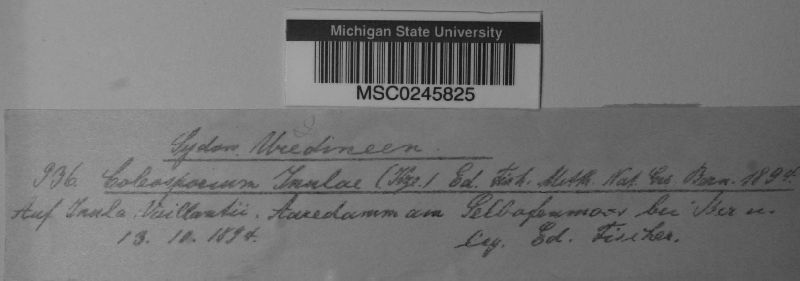 Michigan State University
MSC0245825
Sydow. Uredineen.
936 Coleosporium Inulae (Kze.) Ed. Fisch. Mitth. Nat. Ges. Bern. 1894.
Auf Inula Vaillantii. Aaredamm am Selhofenmoos bei Bern.
13. 10. 1894. Leg. Ed. Fischer.